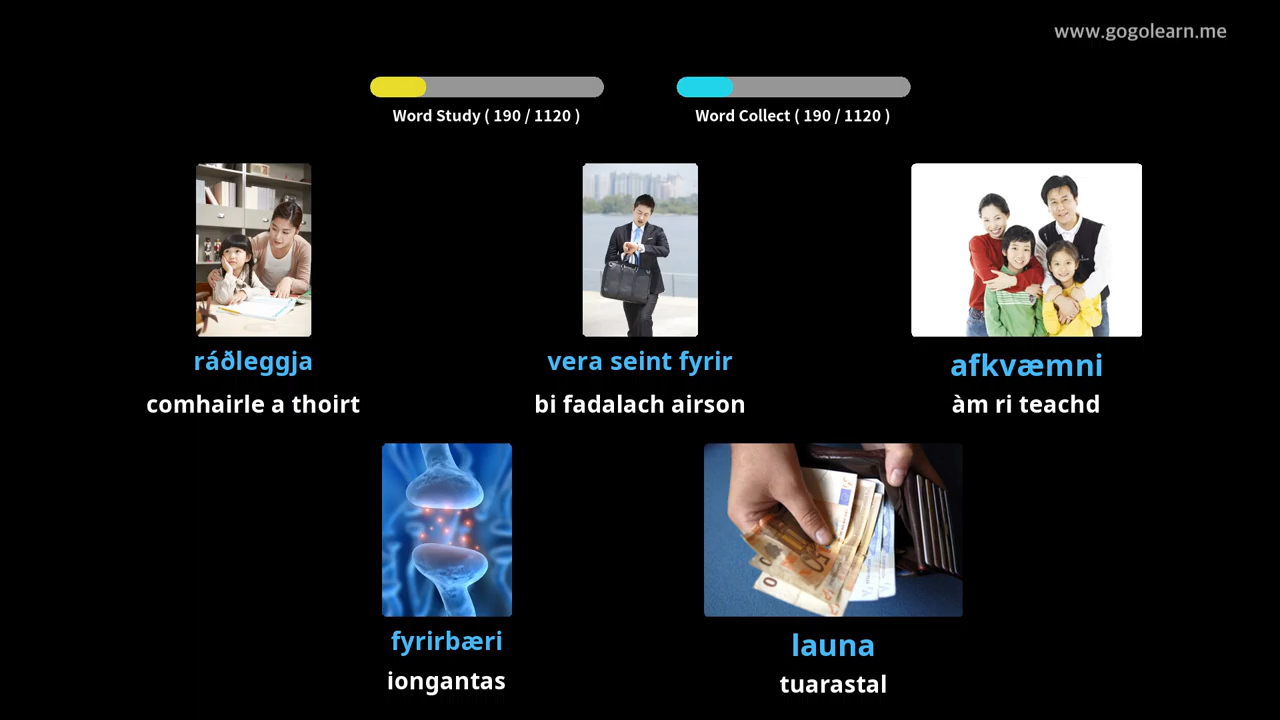 www.gogolearn.me
Word Study ( 190 / 1120 )
Word Collect ( 190 / 1120 )
ráðleggja
comhairle a thoirt
vera seint fyrir
bi fadalach airson
afkvæmni
àm ri teachd
fyrirbæri
iongantas
launa
tuarastal